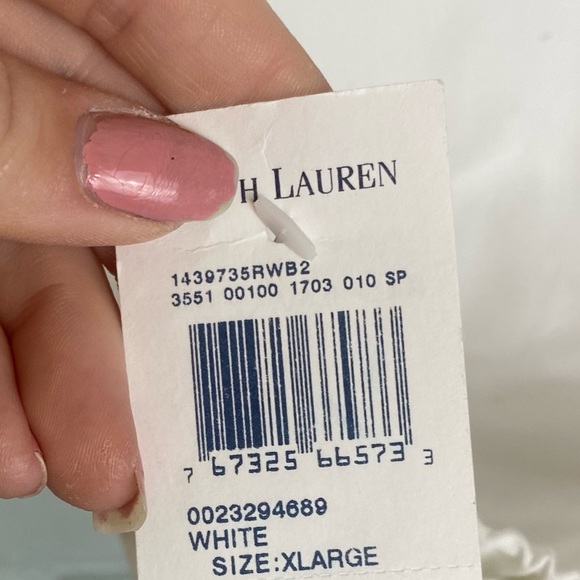 H LAUREN
1439735RWB2
3551 00100 1703 010 SP
7 67325 66573 3
0023294689
WHITE
SIZE:XLARGE